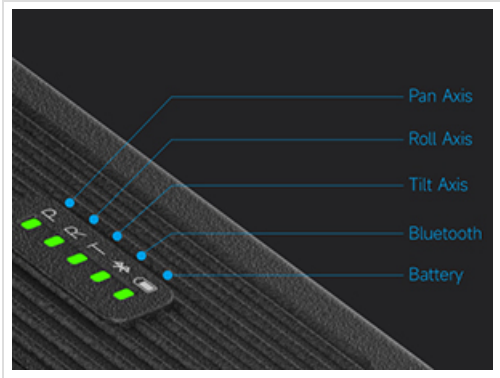 Pan Axis
Roll Axis
Tilt Axis
Bluetooth
Battery
P R T